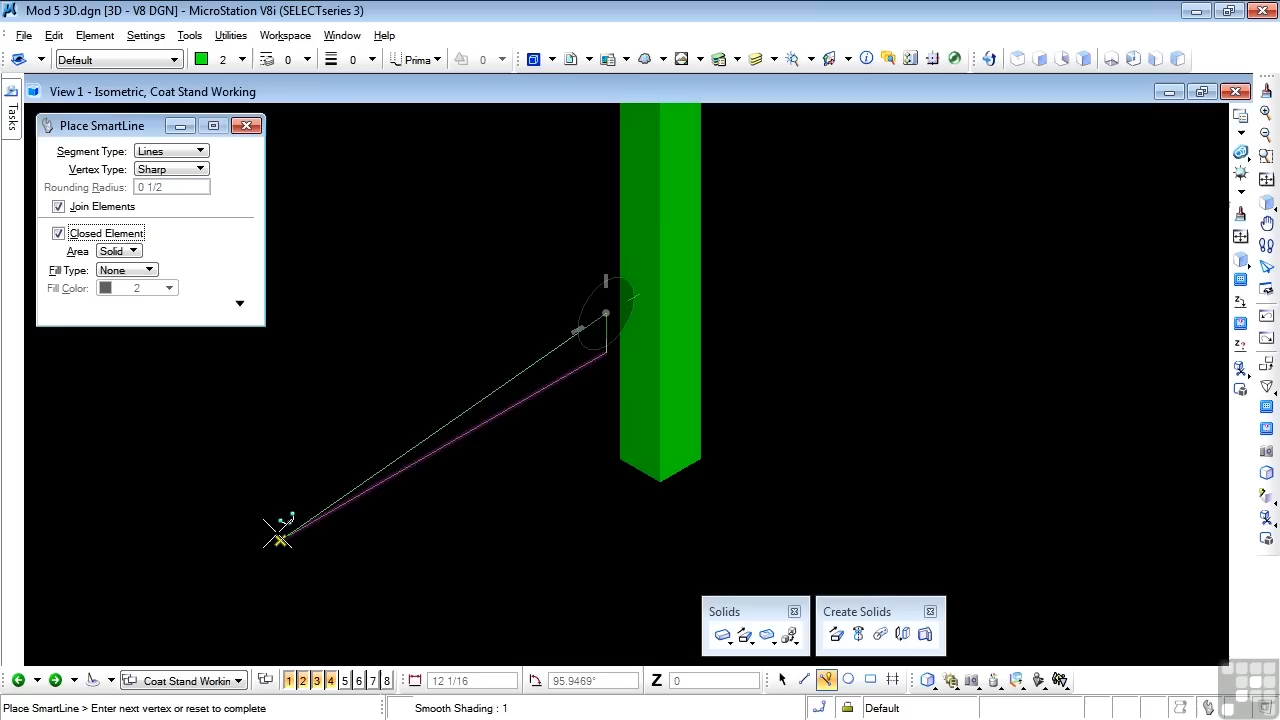 Mod 5 3D.dgn [3D - V8 DGN] - MicroStation V8i (SELECTseries 3)
File Edit Element Settings Tools Utilities Workspace Window Help
Default 2 0 0 Prima 0
View 1 - Isometric, Coat Stand Working
Tasks
Place SmartLine
Segment Type: Lines
Vertex Type: Sharp
Rounding Radius: 0 1/2
Join Elements
Closed Element
Area Solid
Fill Type: None
Fill Color: 2
Solids
Create Solids
Coat Stand Workin 1 2 3 4 5 6 7 8 12 1/16 95.9469° Z 0
Place SmartLine > Enter next vertex or reset to complete
Smooth Shading : 1
Default